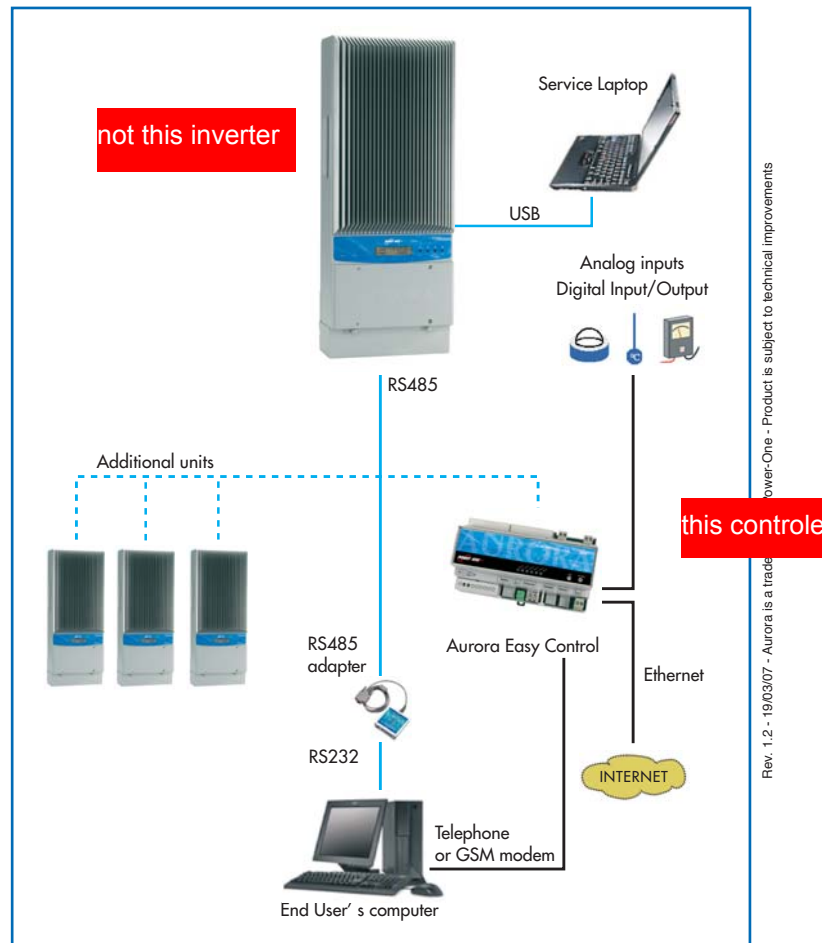 not this inverter
Service Laptop
USB
Analog inputs
Digital Input/Output
RS485
Additional units
this controle
AURORA
RS485
adapter
Aurora Easy Control
Ethernet
RS232
INTERNET
Telephone
or GSM modem
End User' s computer
Rev. 1.2 - 19/03/07 - Aurora is a trade ower-One - Product is subject to technical improvements